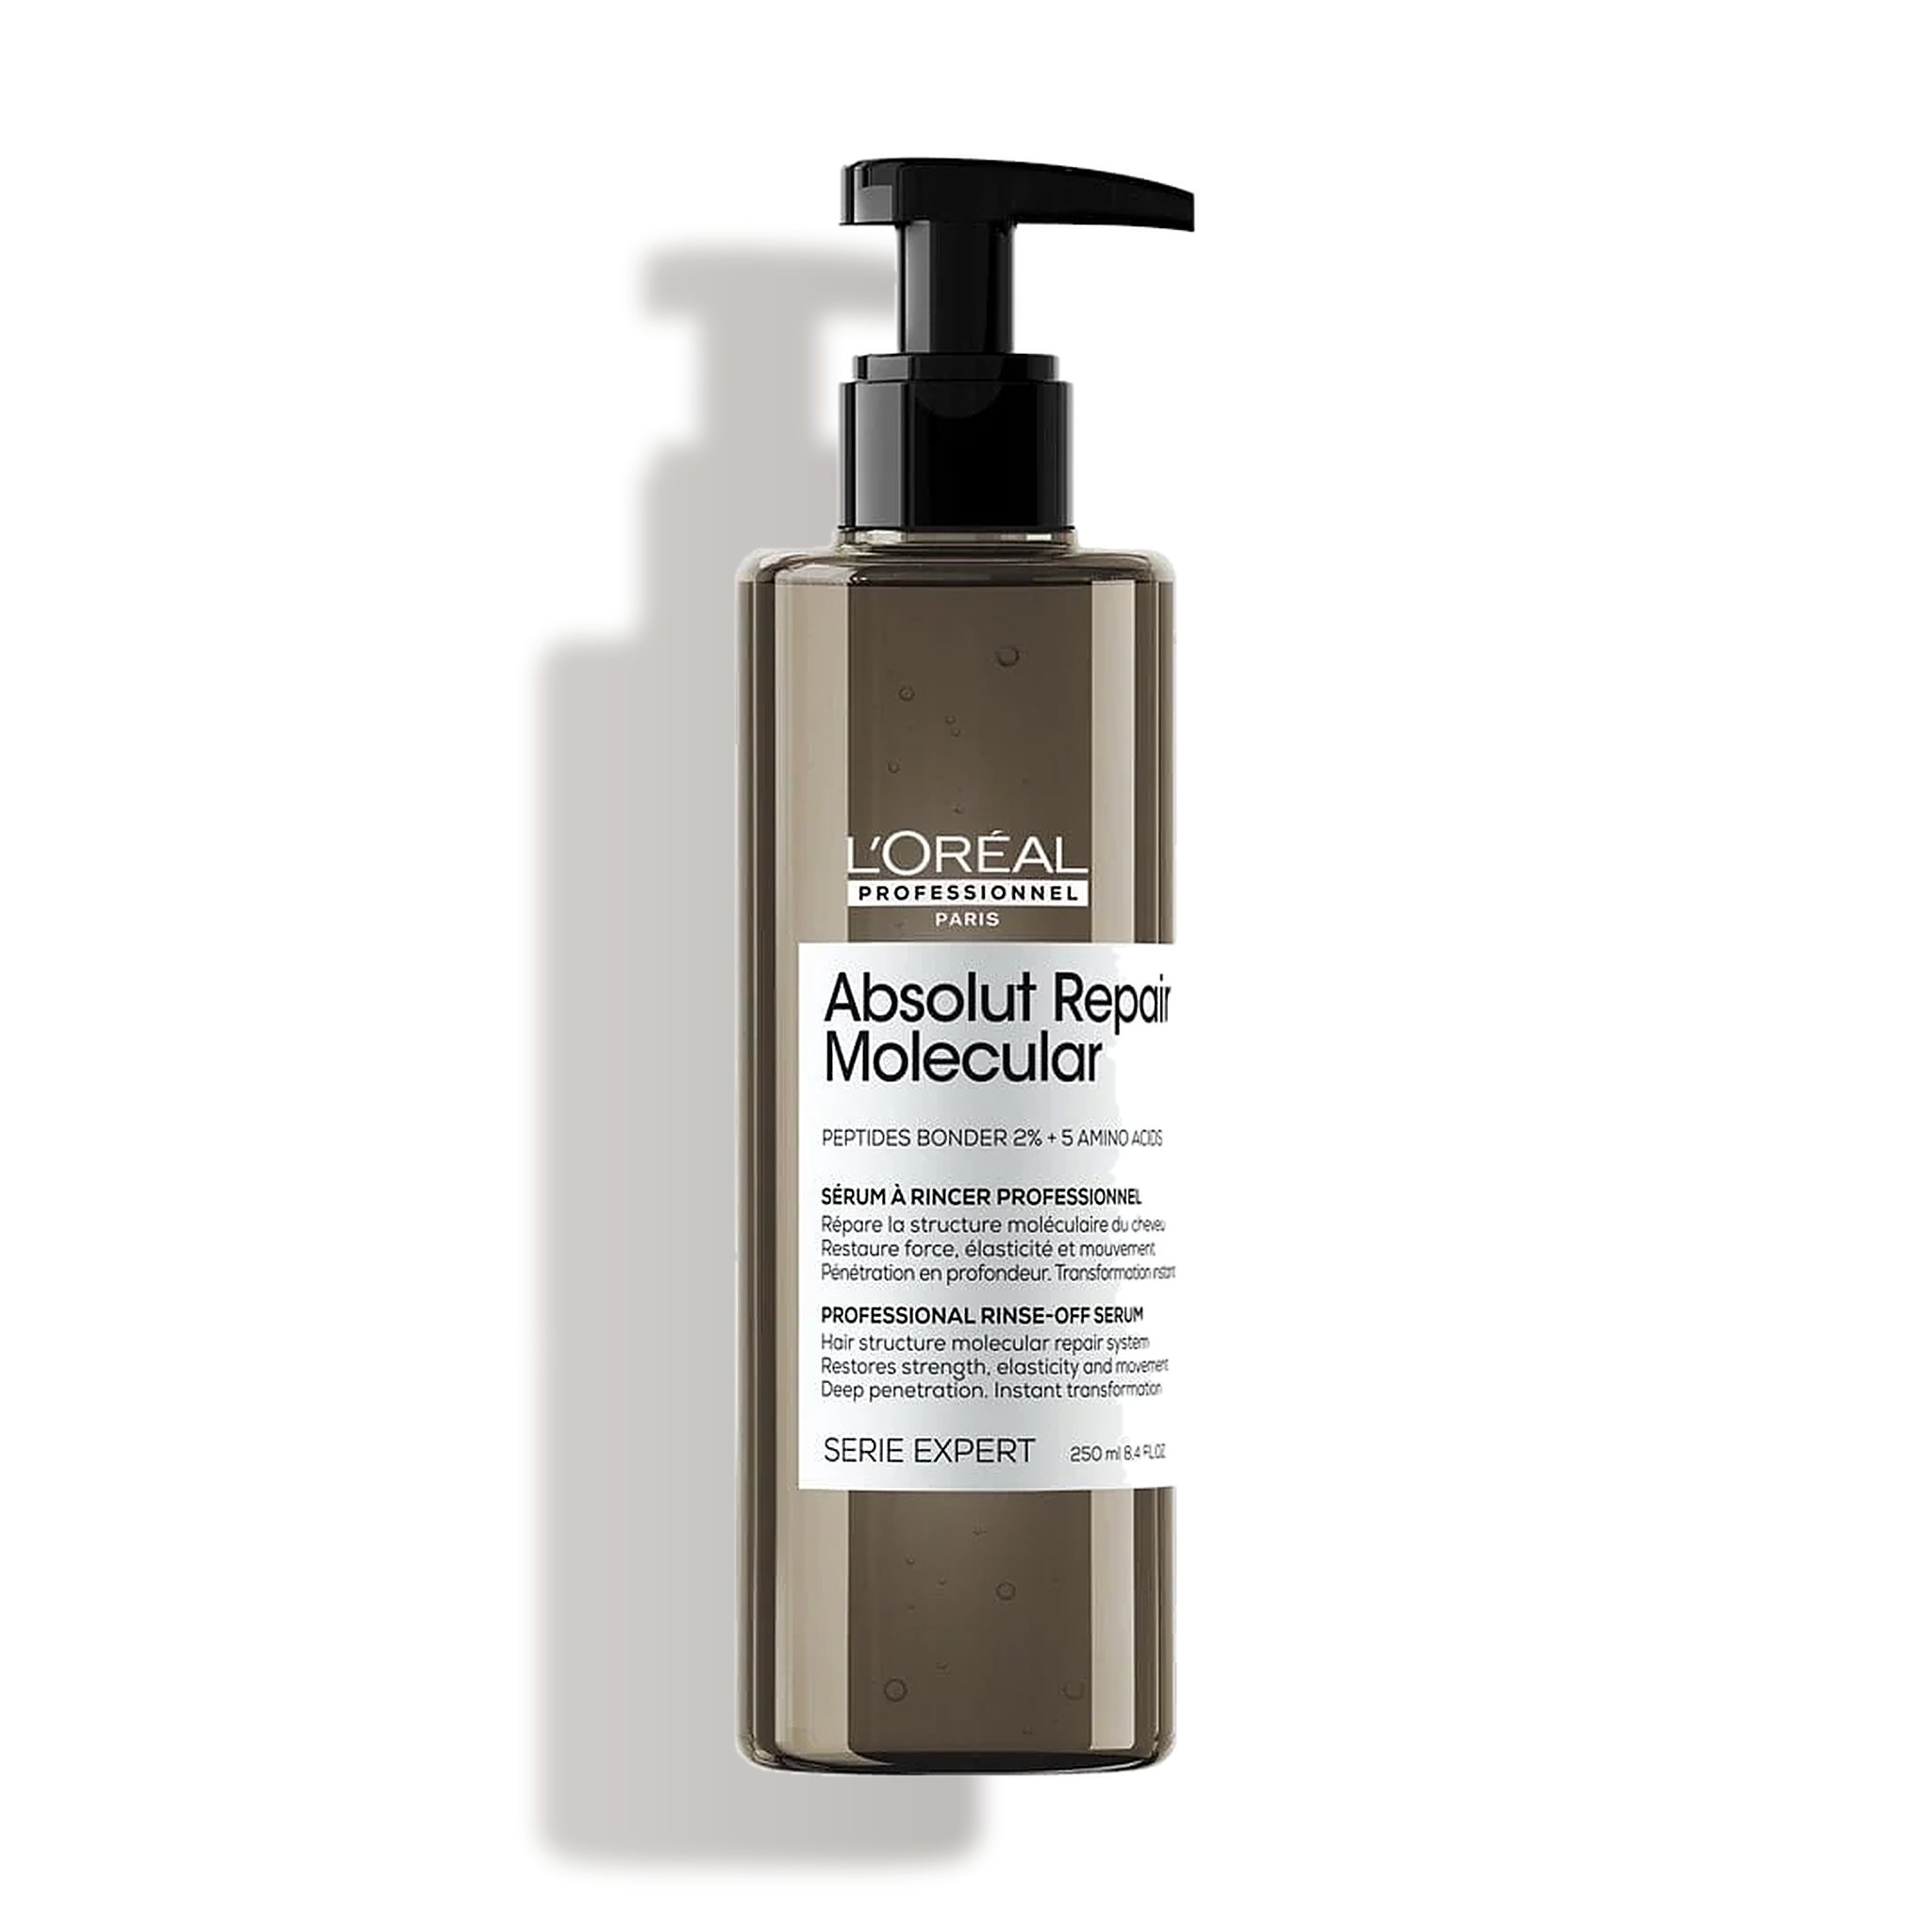 L'ORÉAL
PROFESSIONNEL
PARIS
Absolut Repair
Molecular
PEPTIDES BONDER 2% + 5 AMINO ACIDS
SÉRUM À RINCER PROFESSIONNEL
Répare la structure moléculaire du cheveu
Restaure force, élasticité et mouvement
Pénétration en profondeur. Transformation instant
PROFESSIONAL RINSE-OFF SERUM
Hair structure molecular repair system
Restores strength, elasticity and movement
Deep penetration. Instant transformation
SERIE EXPERT 250 ml 8.4 FL.OZ